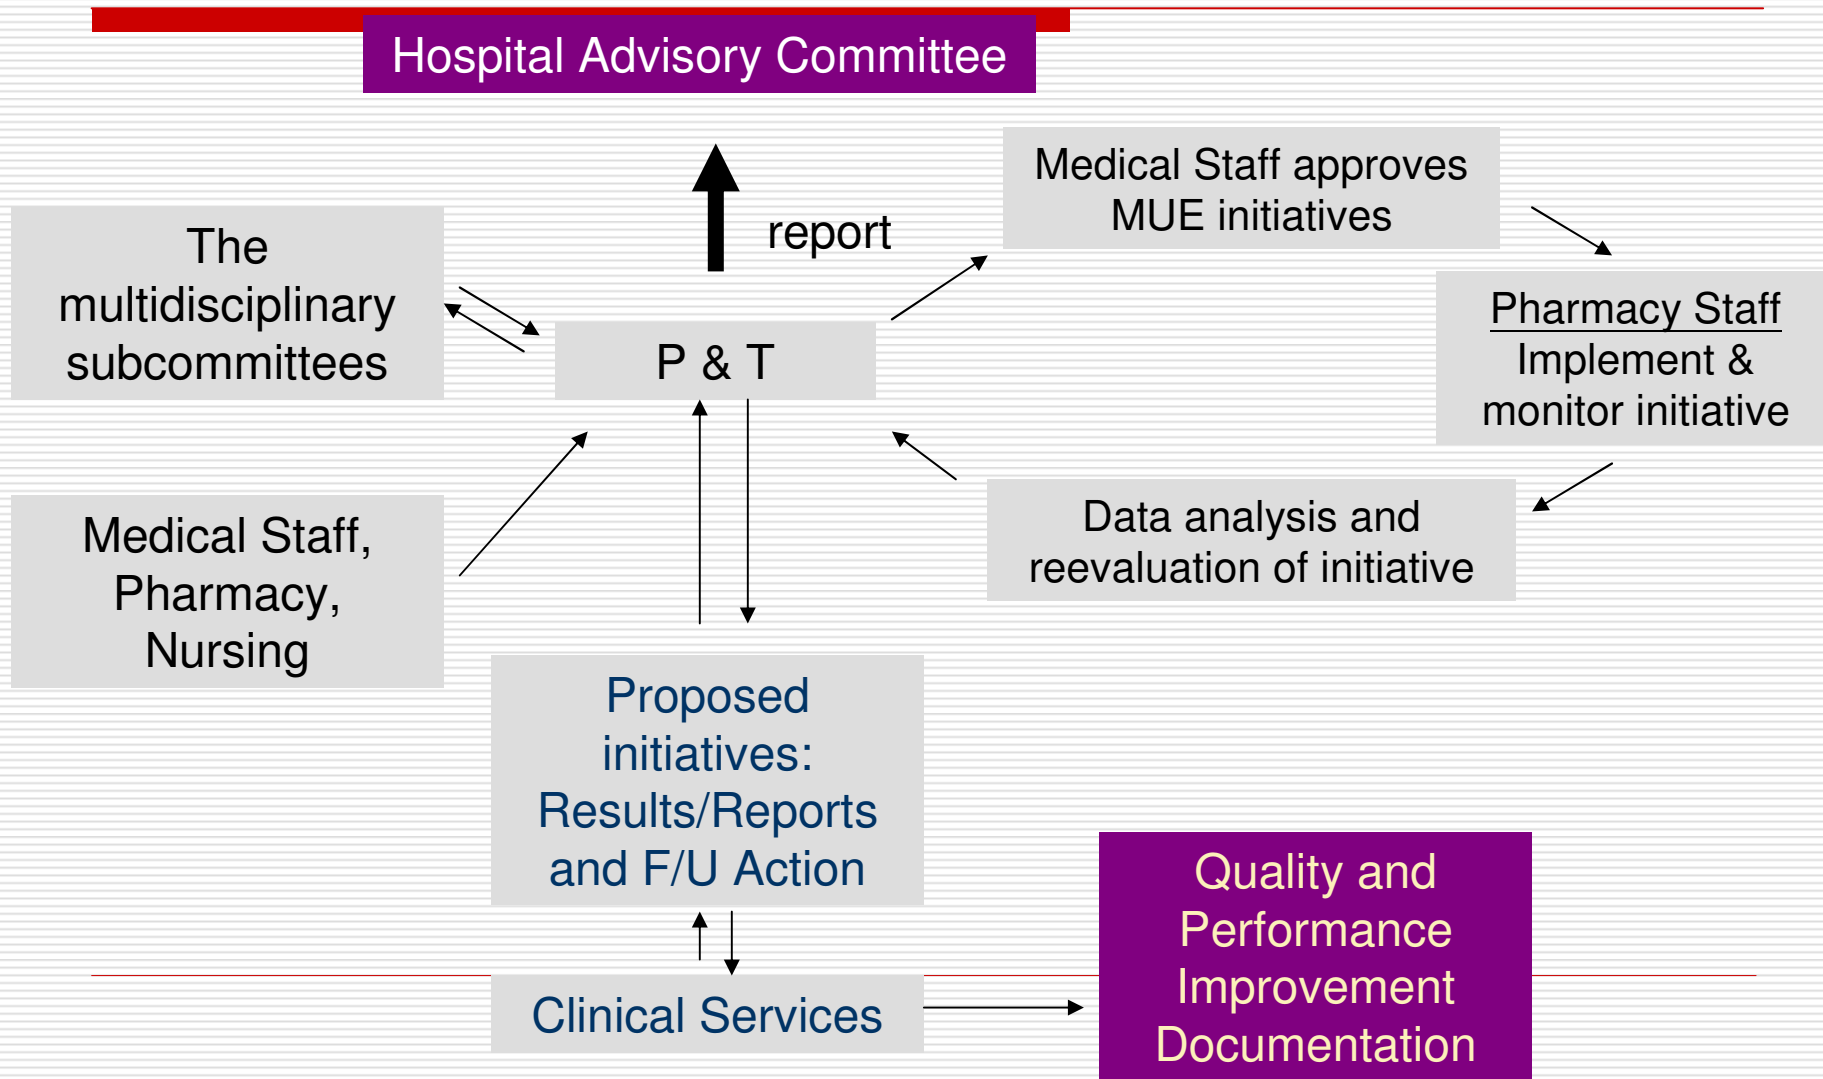 Hospital Advisory Committee
report
The
multidisciplinary
subcommittees
P & T
Medical Staff approves
MUE initiatives
Pharmacy Staff
Implement &
monitor initiative
Data analysis and
reevaluation of initiative
Medical Staff,
Pharmacy,
Nursing
Proposed
initiatives:
Results/Reports
and F/U Action
Clinical Services
Quality and
Performance
Improvement
Documentation